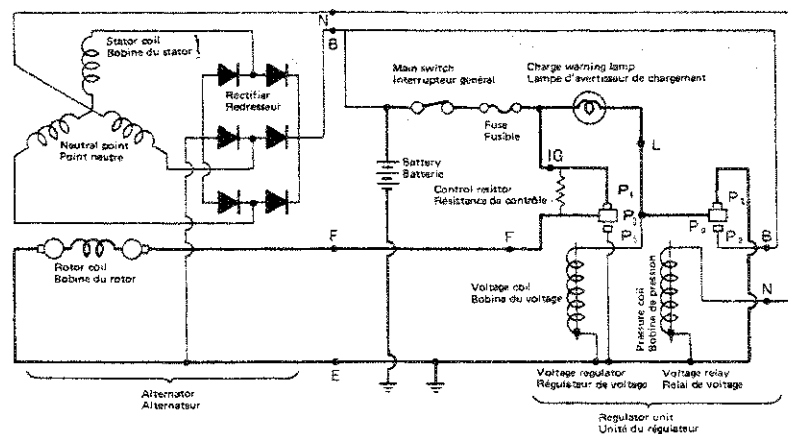 N
B
Stator coil
Bobine du stator
Rectifier
Redresseur
Neutral point
Point neutre
Main switch
Interrupteur général
Charge warning lamp
Lampe d'avertisseur de chargement
Fuse
Fusible
L
IG
Battery
Batterie
Control resistor
Résistance de contrôle
P1
P1
P2
B
F
F
Rotor coil
Bobine du rotor
Voltage coil
Bobine du voltage
Pressure coil
Bobine de pression
N
E
Alternator
Alternateur
Voltage regulator
Régulateur de voltage
Voltage relay
Relai de voltage
Regulator unit
Unité du régulateur